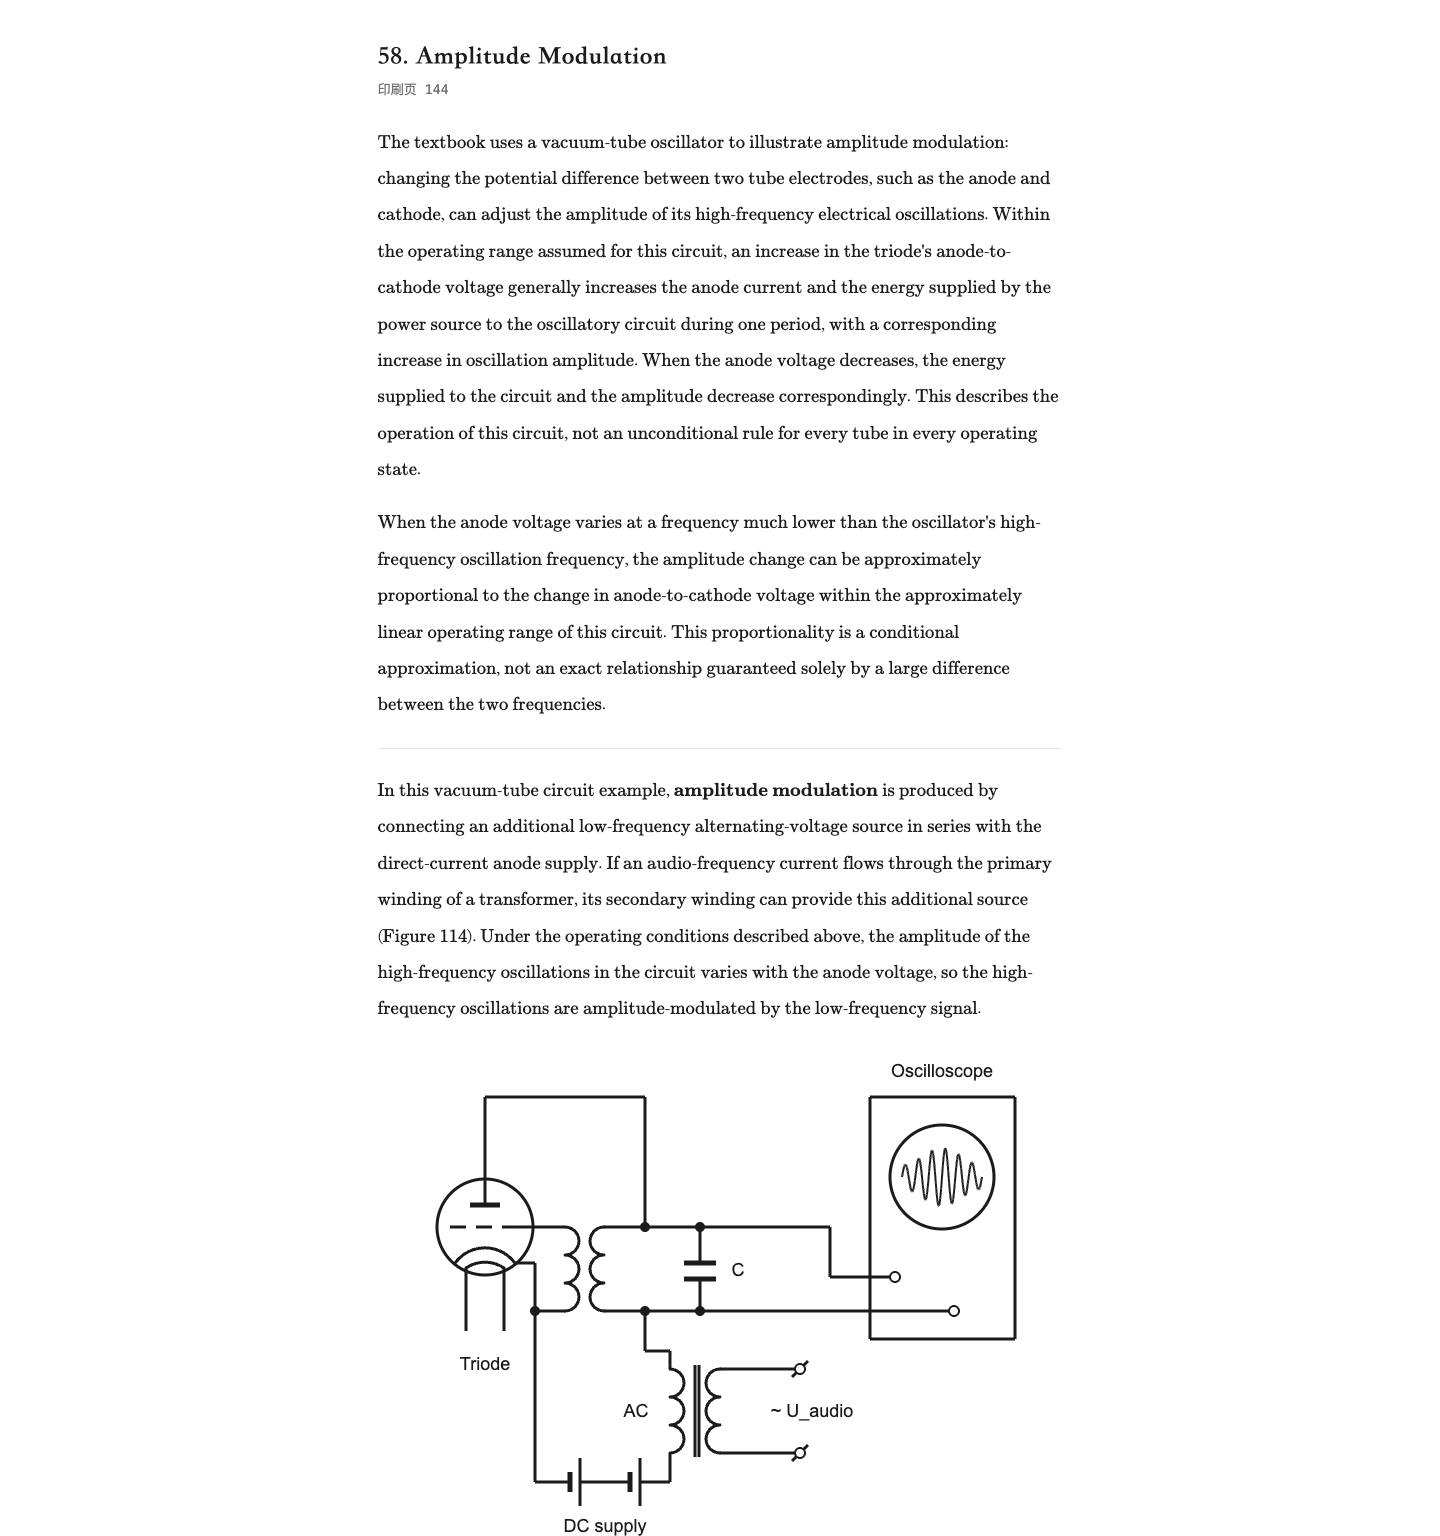 58. Amplitude Modulation
印刷页 144
The textbook uses a vacuum-tube oscillator to illustrate amplitude modulation:
changing the potential difference between two tube electrodes, such as the anode and
cathode, can adjust the amplitude of its high-frequency electrical oscillations. Within
the operating range assumed for this circuit, an increase in the triode's anode-to-
cathode voltage generally increases the anode current and the energy supplied by the
power source to the oscillatory circuit during one period, with a corresponding
increase in oscillation amplitude. When the anode voltage decreases, the energy
supplied to the circuit and the amplitude decrease correspondingly. This describes the
operation of this circuit, not an unconditional rule for every tube in every operating
state.
When the anode voltage varies at a frequency much lower than the oscillator's high-
frequency oscillation frequency, the amplitude change can be approximately
proportional to the change in anode-to-cathode voltage within the approximately
linear operating range of this circuit. This proportionality is a conditional
approximation, not an exact relationship guaranteed solely by a large difference
between the two frequencies.
In this vacuum-tube circuit example, amplitude modulation is produced by
connecting an additional low-frequency alternating-voltage source in series with the
direct-current anode supply. If an audio-frequency current flows through the primary
winding of a transformer, its secondary winding can provide this additional source
(Figure 114). Under the operating conditions described above, the amplitude of the
high-frequency oscillations in the circuit varies with the anode voltage, so the high-
frequency oscillations are amplitude-modulated by the low-frequency signal.
Oscilloscope
C
Triode
AC
~ U_audio
DC supply